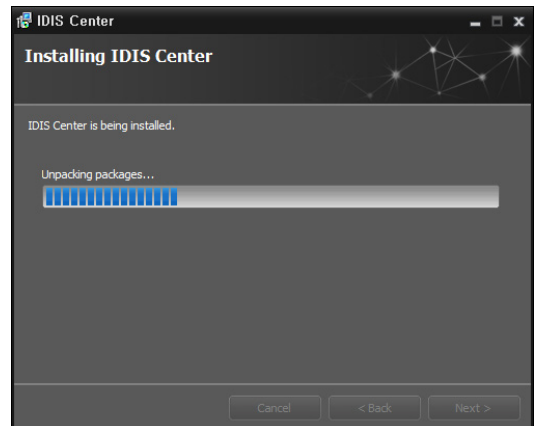 IDIS Center
Installing IDIS Center
IDIS Center is being installed.
Unpacking packages...
Cancel
< Back
Next >